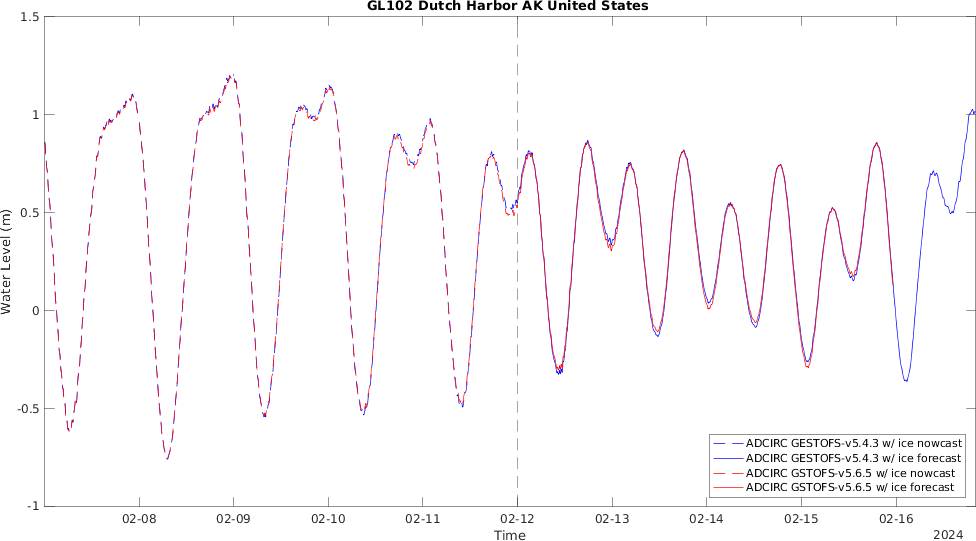 GL102 Dutch Harbor AK United States
1.5
1
0.5
0
-0.5
-1
Water Level (m)
ADCIRC GESTOFS-v5.4.3 w/ ice nowcast
ADCIRC GESTOFS-v5.4.3 w/ ice forecast
ADCIRC GSTOFS-v5.6.5 w/ ice nowcast
ADCIRC GSTOFS-v5.6.5 w/ ice forecast
02-08 02-09 02-10 02-11 02-12 02-13 02-14 02-15 02-16
Time
2024